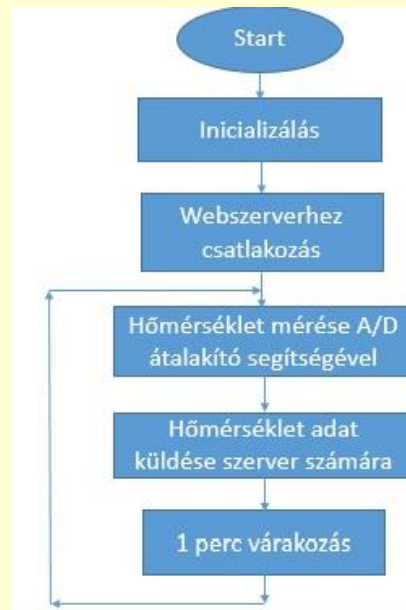 Start
Inicializálás
Webszerverhez
csatlakozás
Hőmérséklet mérése A/D
átalakító segítségével
Hőmérséklet adat
küldése szerver számára
1 perc várakozás